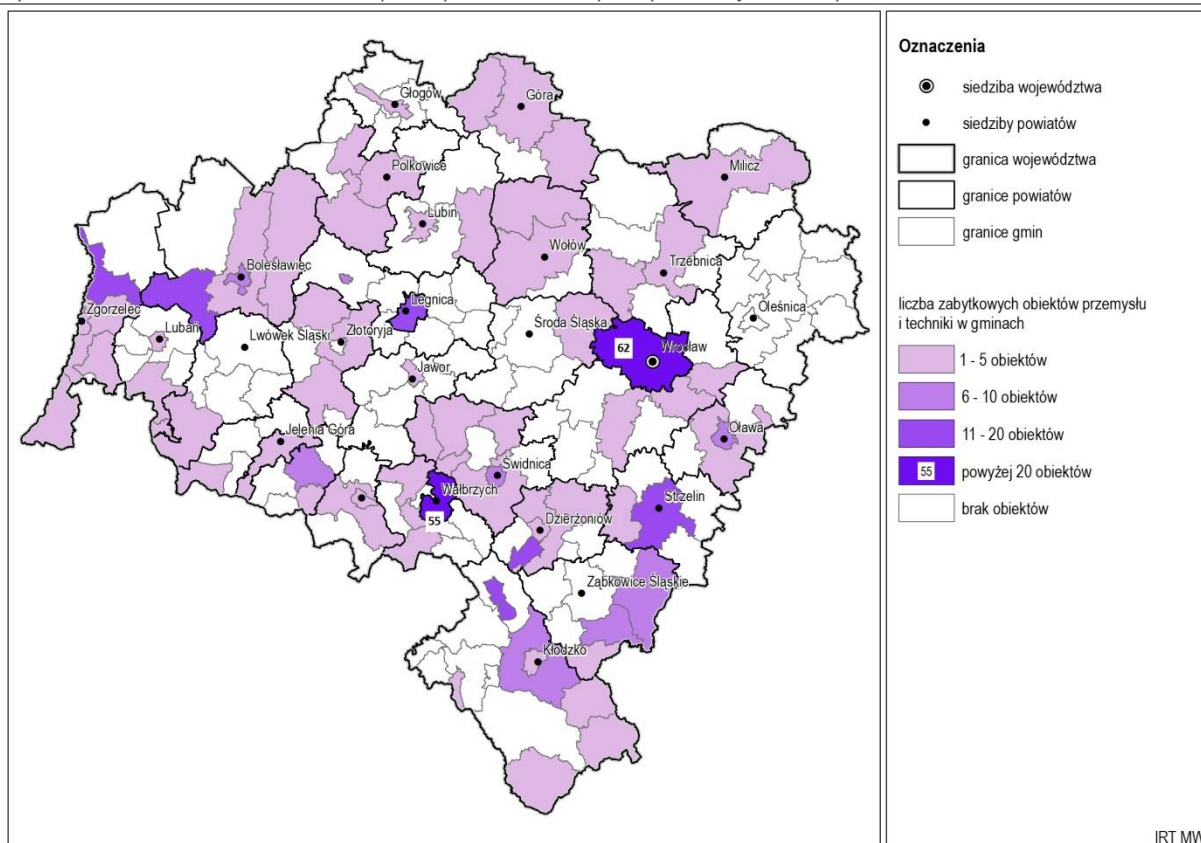 Głogów
Góra
Polkowice
Milicz
Lubin
Wołów
Bolesławiec
Trzebnica
Legnica
Oleśnica
Zgorzelec
Lubań
Lwówek Śląski
Złotoryja
Środa Śląska
62
Wrocław
Jawor
Jelenia Góra
Oława
Świdnica
Wałbrzych
Strzelin
55
Dzierżoniów
Ząbkowice Śląskie
Kłodzko
Oznaczenia
siedziba województwa
siedziby powiatów
granica województwa
granice powiatów
granice gmin
liczba zabytkowych obiektów przemysłu
i techniki w gminach
1 - 5 obiektów
6 - 10 obiektów
11 - 20 obiektów
55 powyżej 20 obiektów
brak obiektów
IRT MW